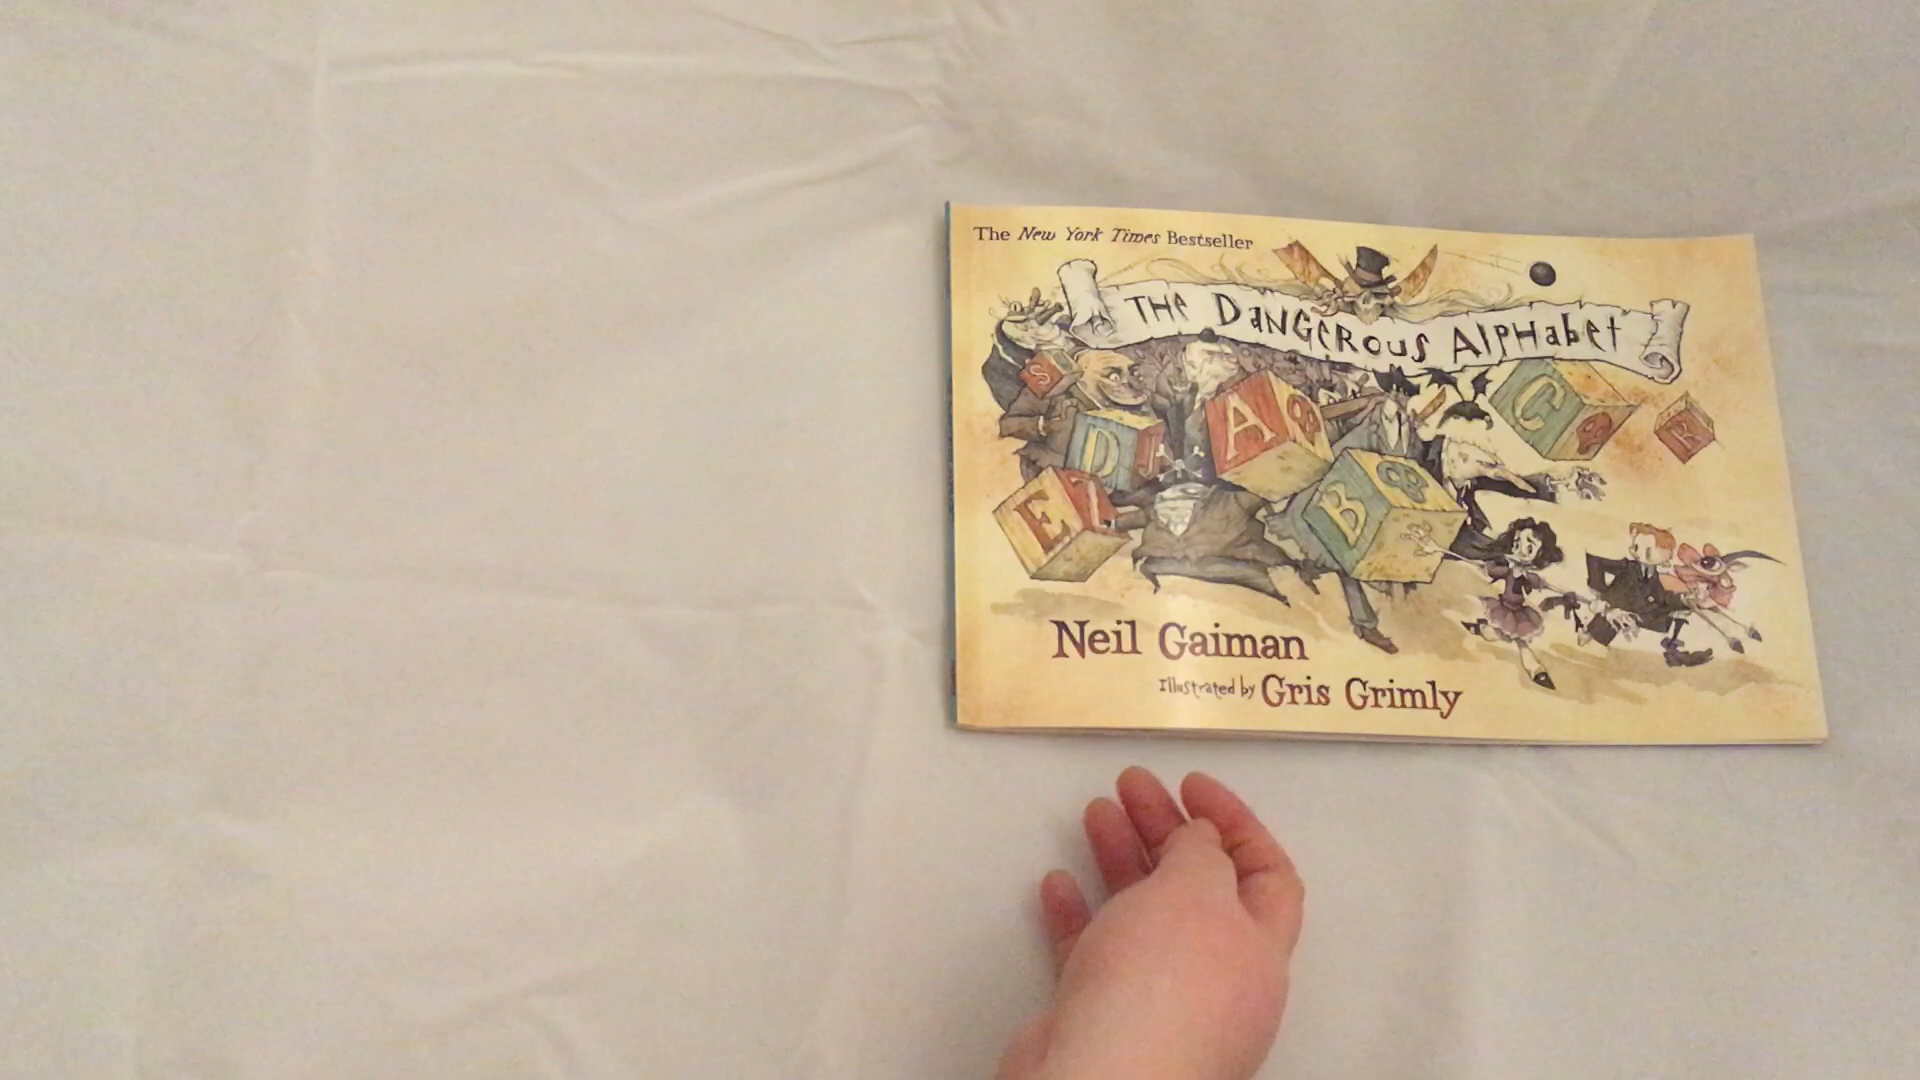 The New York Times Bestseller
THE DANGEROUS ALPHabet
S
A
C
D J
R
E Z
B
Neil Gaiman
Illustrated by Gris Grimly